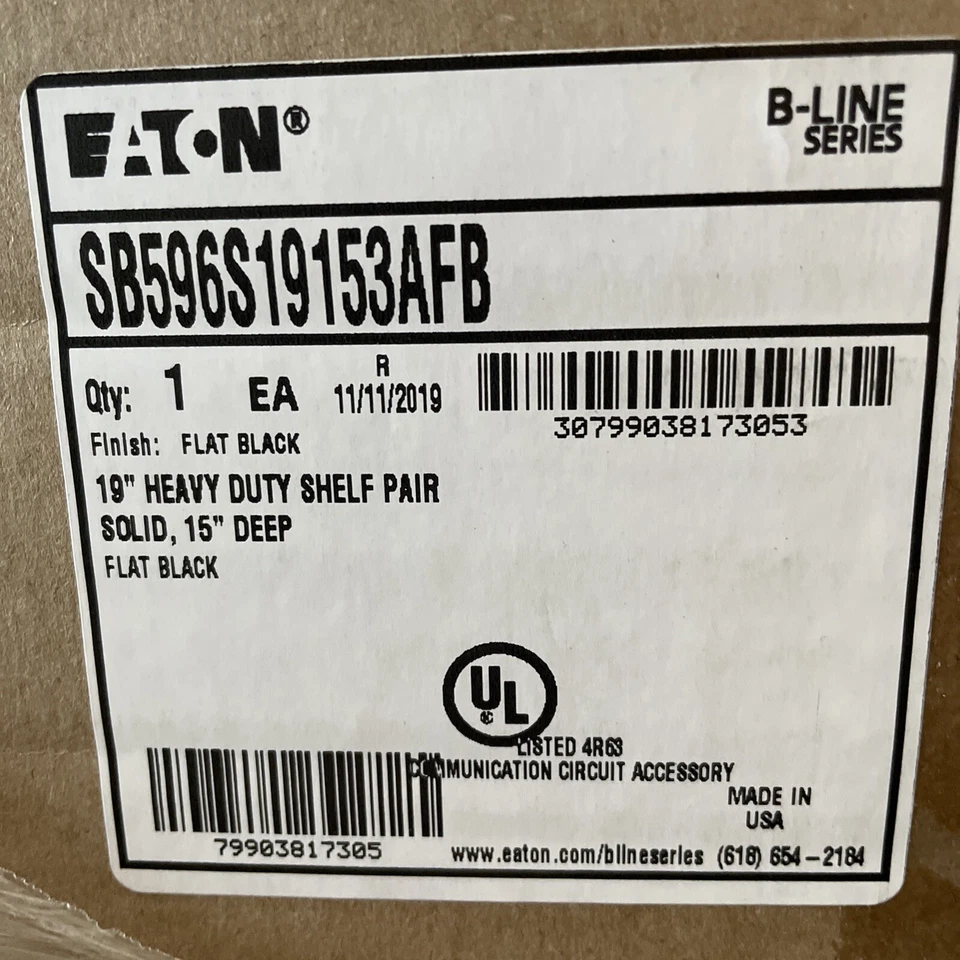 EATON®
B-LINE
SERIES
SB596S19153AFB
Qty: 1 EA
R
11/11/2019
30799038173053
Finish: FLAT BLACK
19" HEAVY DUTY SHELF PAIR
SOLID, 15" DEEP
FLAT BLACK
UL
LISTED 4R63
COMMUNICATION CIRCUIT ACCESSORY
MADE IN
USA
79903817305
www.eaton.com/blineseries (618) 654-2184